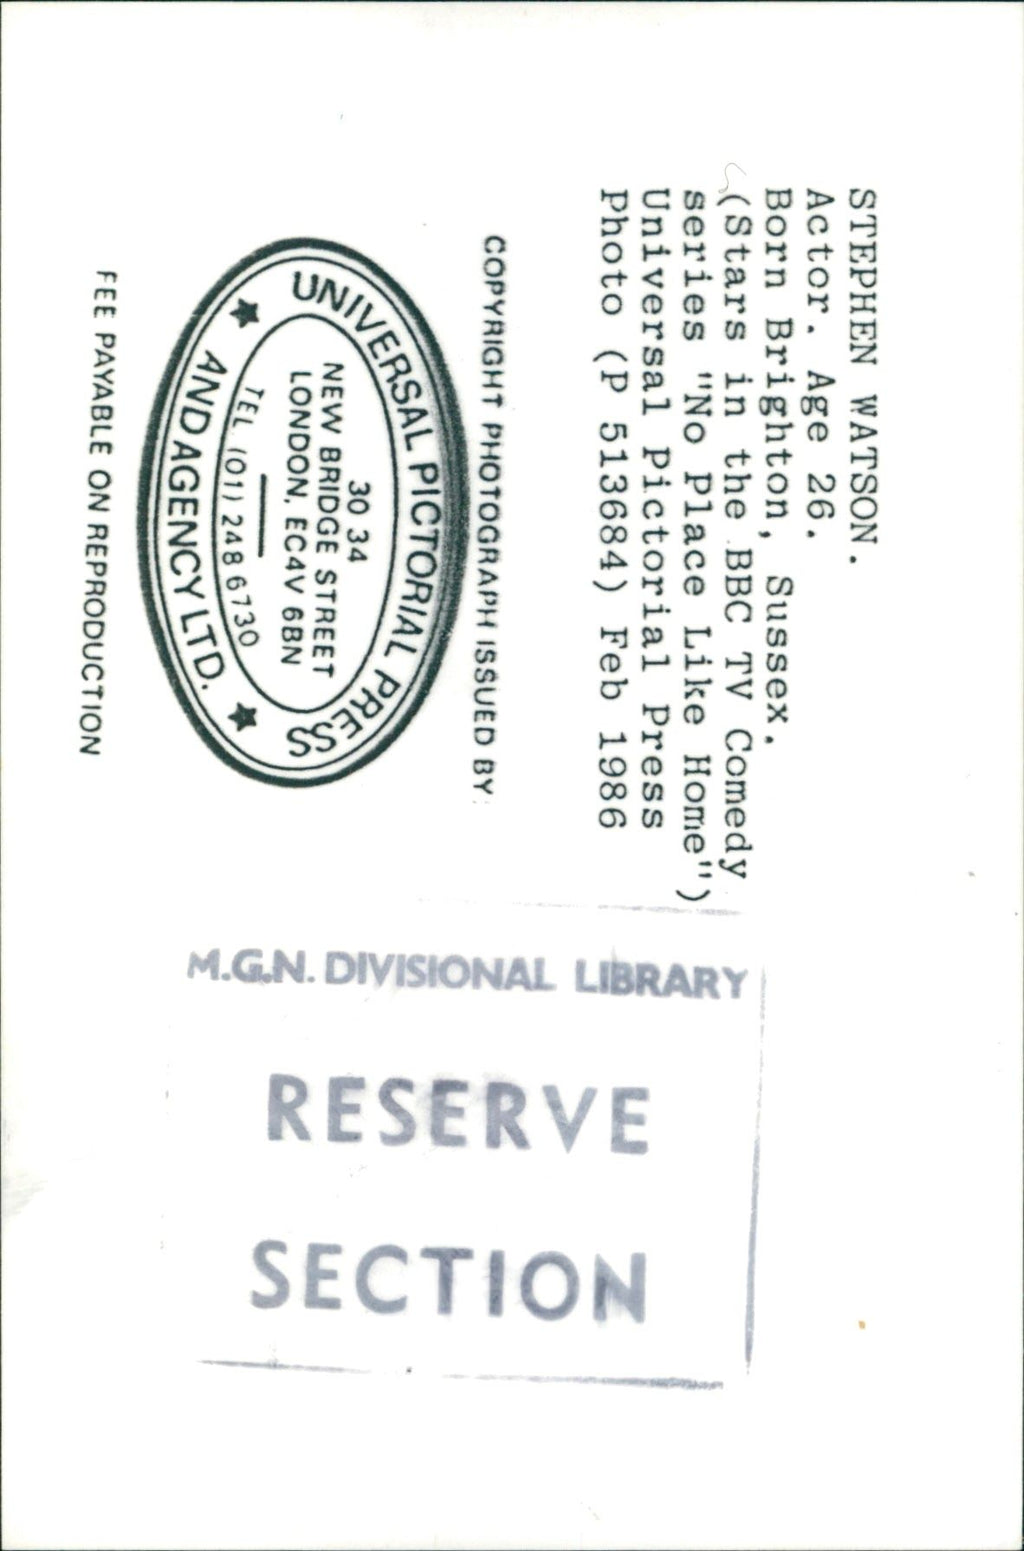 STEPHEN WATSON.
Actor. Age 26.
Born Brighton, Sussex.
(Stars in the BBC TV Comedy
series "No Place Like Home")
Universal Pictorial Press
Photo (P 513684) Feb 1986
COPYRIGHT PHOTOGRAPH ISSUED BY:
UNIVERSAL PICTORIAL PRESS
30 34
NEW BRIDGE STREET
LONDON, EC4V 6BN
TEL. (01) 248 6730
AND AGENCY LTD.
FEE PAYABLE ON REPRODUCTION
M.G.N. DIVISIONAL LIBRARY
RESERVE
SECTION